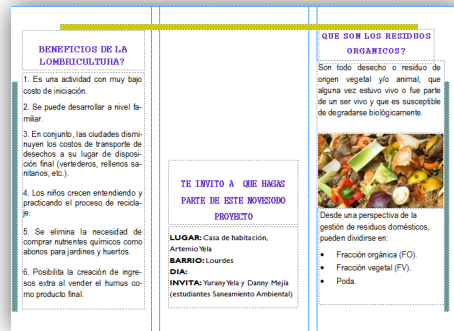 BENEFICIOS DE LA
LOMBRICULTURA?
1. Es una actividad con muy bajo
costo de iniciación.
2. Se puede desarrollar a nivel fa-
miliar.
3. En conjunto, las ciudades dismi-
nuyen los costos de transporte de
desechos a su lugar de disposi-
ción final (vertederos, rellenos sa-
nitarios, etc.).
4. Los niños crecen entendiendo y
practicando el proceso de recicla-
je.
5. Se elimina la necesidad de
comprar nutrientes químicos como
abonos para jardines y huertos.
6. Posibilita la creación de ingre-
sos extra al vender el humus co-
mo producto final.
TE INVITO A QUE HAGAS
PARTE DE ESTE NOVESODO
PROYECTO
LUGAR: Casa de habitación,
Artemio Yela
BARRIO: Lourdes
DIA:
INVITA: Yurany Yela y Danny Mejía
(estudiantes Saneamiento Ambiental)
QUE SON LOS RESIDUOS
ORGANICOS?
Son todo desecho o residuo de
origen vegetal y/o animal, que
alguna vez estuvo vivo o fue parte
de un ser vivo y que es susceptible
de degradarse biológicamente.
Desde una perspectiva de la
gestión de residuos domésticos,
pueden dividirse en:
• Fracción orgánica (FO).
• Fracción vegetal (FV).
• Poda.